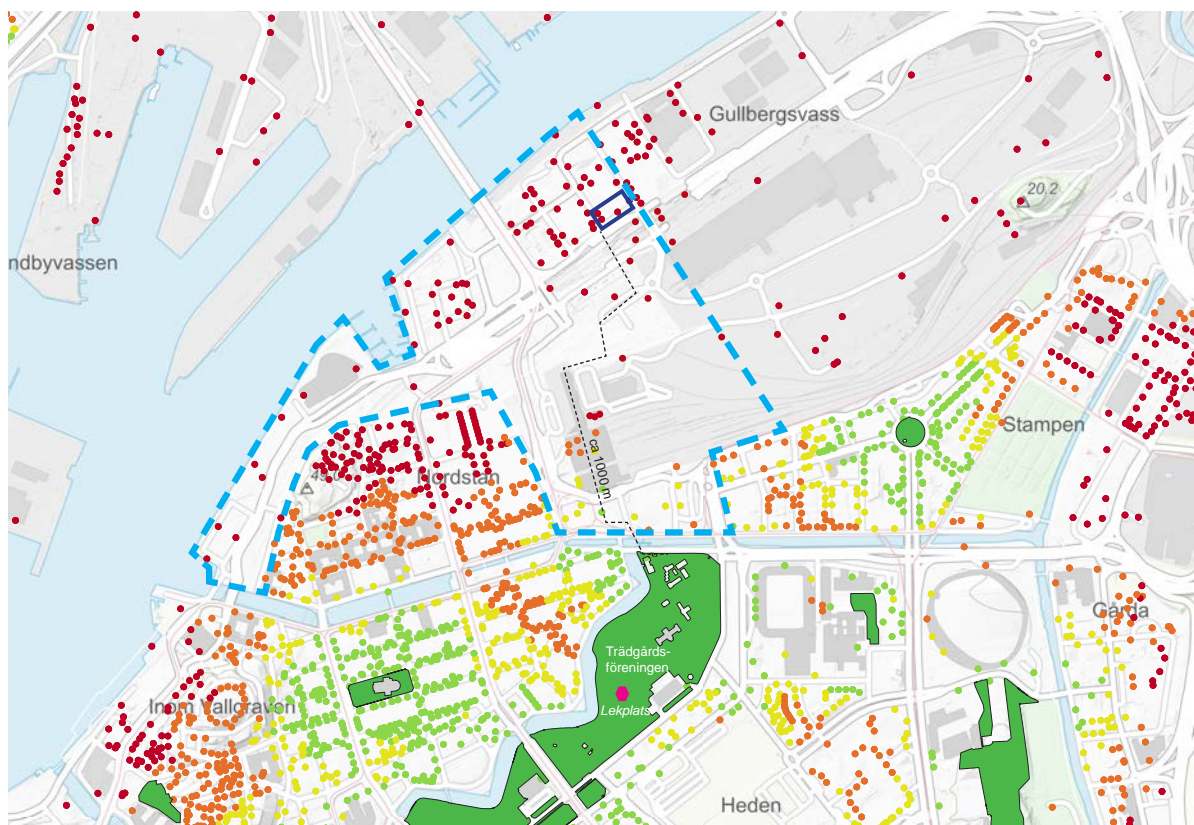 Gullbergsvass
20.2
ndbyvassen
Stampen
ca 1000 m
Nordstan
Gårda
Trädgårds-
föreningen
Lekplats
Inom Vallgraven
Heden